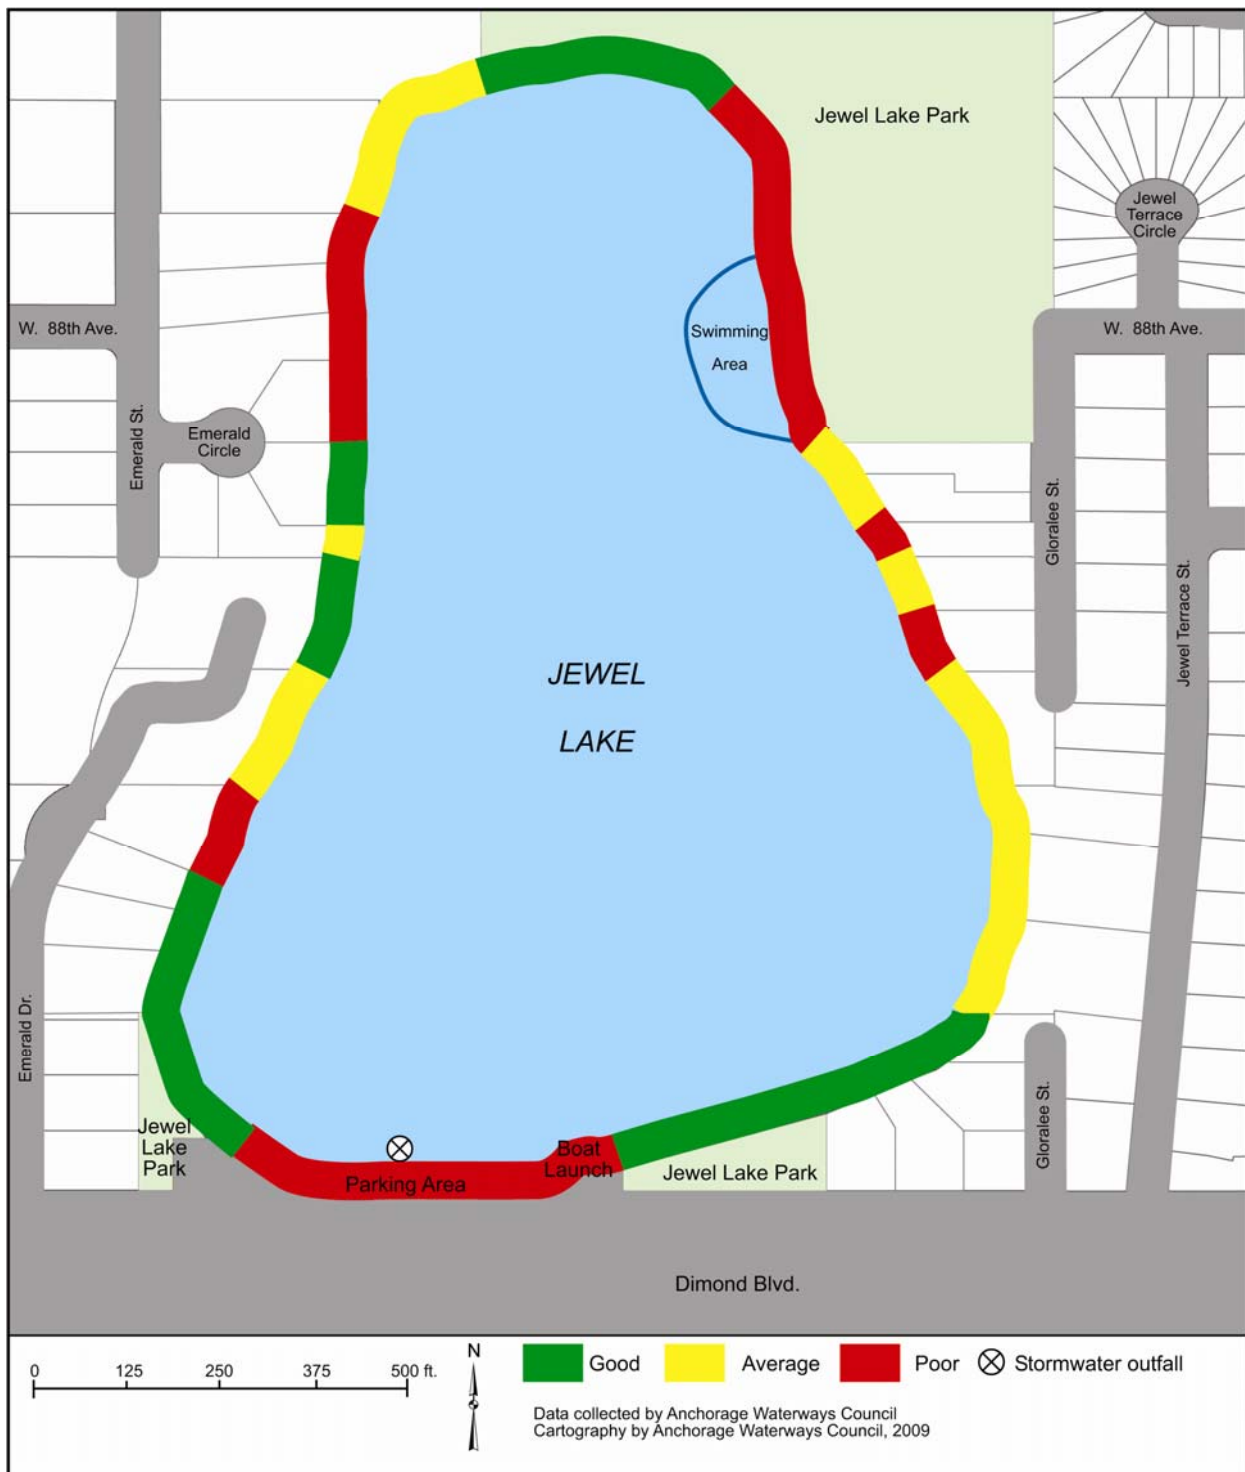 Jewel Lake Park
Jewel
Terrace
Circle
W. 88th Ave.
W. 88th Ave.
Swimming
Area
Emerald St.
Emerald
Circle
Gloralee St.
Jewel Terrace St.
JEWEL
LAKE
Emerald Dr.
Jewel
Lake
Park
Boat
Launch
Parking Area
Jewel Lake Park
Gloralee St.
Dimond Blvd.
0 125 250 375 500 ft.
N
Good Average Poor Stormwater outfall
Data collected by Anchorage Waterways Council
Cartography by Anchorage Waterways Council, 2009